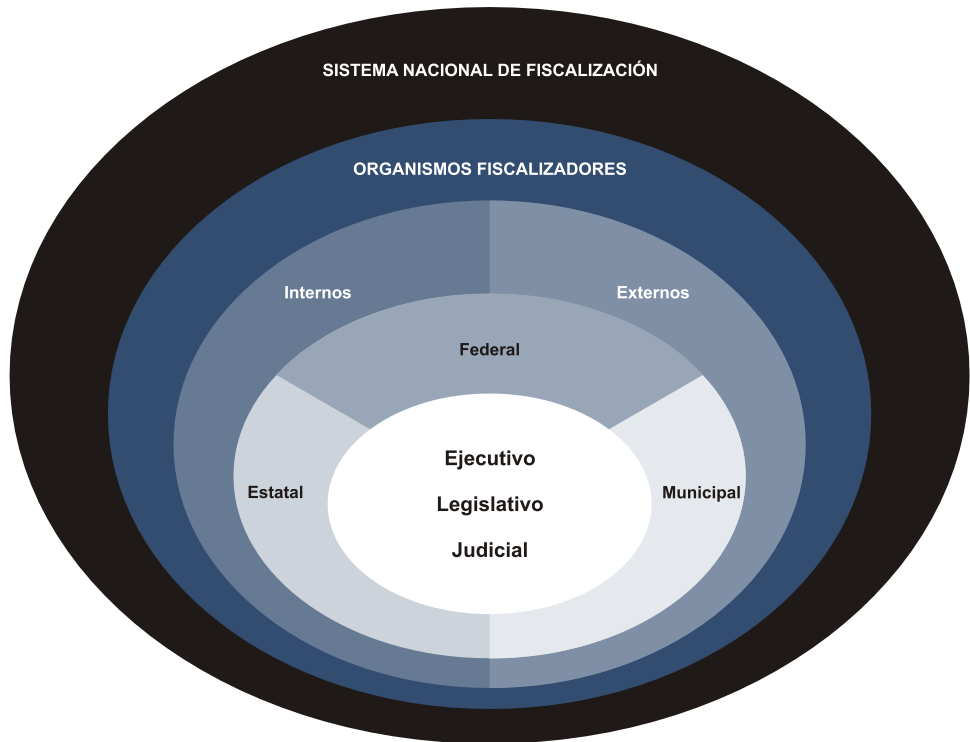 SISTEMA NACIONAL DE FISCALIZACIÓN
ORGANISMOS FISCALIZADORES
Internos
Externos
Federal
Estatal
Municipal
Ejecutivo
Legislativo
Judicial